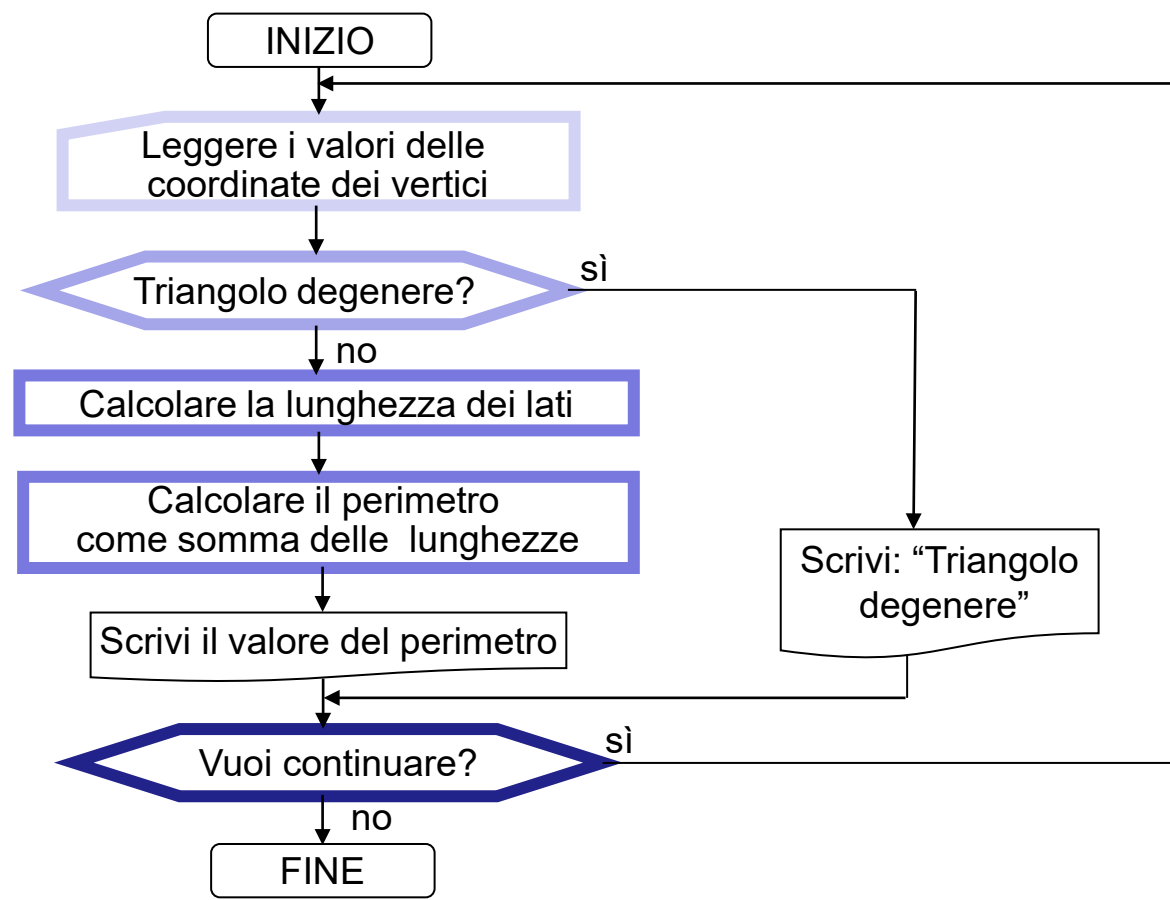 INIZIO
Leggere i valori delle
coordinate dei vertici
Triangolo degenere?
sì
no
Calcolare la lunghezza dei lati
Calcolare il perimetro
come somma delle  lunghezze
Scrivi: “Triangolo
degenere”
Scrivi il valore del perimetro
Vuoi continuare?
sì
no
FINE